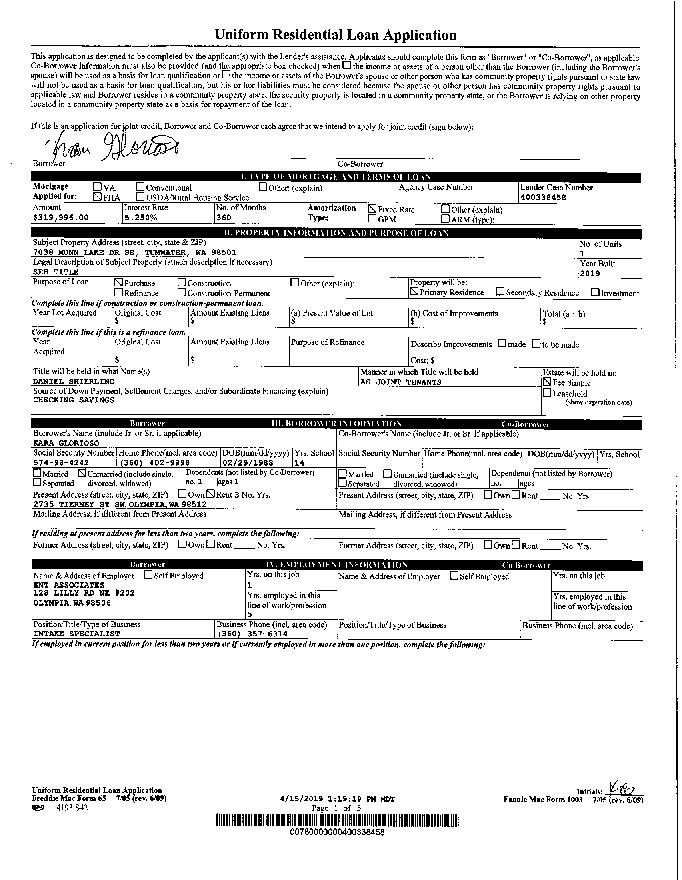 Uniform Residential Loan Application
This application is designed to be completed by the applicant(s) with the Lender's assistance. Applicants should complete this form as "Borrower" or "Co-Borrower", as applicable.
Co-Borrower information must also be provided (and the appropriate box checked) when the income or assets of a person other than the Borrower (including the Borrower's
spouse) will be used as a basis for loan qualification or the income or assets of the Borrower's spouse or other person who has community property rights pursuant to state law
will not be used as a basis for loan qualification, but his or her liabilities must be considered because the spouse or other person has community property rights pursuant to
applicable law and Borrower resides in a community property state, the security property is located in a community property state, or the Borrower is relying on other property
located in a community property state as a basis for repayment of the loan.
If this is an application for joint credit, Borrower and Co-Borrower each agree that we intend to apply for joint credit (sign below):
Borrower Co-Borrower
I. TYPE OF MORTGAGE AND TERMS OF LOAN
Mortgage VA Conventional Other (explain) Agency Case Number Lender Case Number
Applied for: FHA USDA/Rural Housing Service 400338458
Amount Interest Rate No. of Months Amortization Fixed Rate Other (explain)
$319,995.00 5.250% 360 Type: GPM ARM (type):
II. PROPERTY INFORMATION AND PURPOSE OF LOAN
Subject Property Address (street, city, state & ZIP) No. of Units
7038 MUNN LAKE DR SE, TUMWATER, WA 98501 1
Legal Description of Subject Property (attach description if necessary) Year Built
SEE TITLE 2019
Purpose of Loan Purchase Construction Other (explain): Property will be:
Refinance Construction-Permanent Primary Residence Secondary Residence Investment
Complete this line if construction or construction-permanent loan.
Year Lot Acquired Original Cost Amount Existing Liens (a) Present Value of Lot (b) Cost of Improvements Total (a + b)
$ $ $ $ $
Complete this line if this is a refinance loan.
Year Original Cost Amount Existing Liens Purpose of Refinance Describe Improvements made to be made
Acquired
$ $ Cost: $
Title will be held in what Name(s) Manner in which Title will be held Estate will be held in:
DANIEL SHIERLING AS JOINT TENANTS Fee Simple
Source of Down Payment, Settlement Charges, and/or Subordinate Financing (explain) Leasehold
CHECKING SAVINGS (show expiration date)
Borrower III. BORROWER INFORMATION Co-Borrower
Borrower's Name (include Jr. or Sr. if applicable) Co-Borrower's Name (include Jr. or Sr. if applicable)
KARA GLORIOSO
Social Security Number Home Phone(incl. area code) DOB(mm/dd/yyyy) Yrs. School Social Security Number Home Phone(incl. area code) DOB(mm/dd/yyyy) Yrs. School
574-98-4242 (360) 402-9998 02/29/1988 14
Married Unmarried (include single, Dependents (not listed by Co-Borrower) Married Unmarried (include single, Dependents (not listed by Borrower)
Separated divorced, widowed) no. 1 ages 1 Separated divorced, widowed) no. ages
Present Address (street, city, state, ZIP) Own Rent 3 No. Yrs. Present Address (street, city, state, ZIP) Own Rent No. Yrs.
2735 TIERNEY ST SW, OLYMPIA, WA 98512
Mailing Address, if different from Present Address Mailing Address, if different from Present Address
If residing at present address for less than two years, complete the following:
Former Address (street, city, state, ZIP) Own Rent No. Yrs. Former Address (street, city, state, ZIP) Own Rent No. Yrs.
Borrower IV. EMPLOYMENT INFORMATION Co-Borrower
Name & Address of Employer Self Employed Yrs. on this job Name & Address of Employer Self Employed Yrs. on this job
ENT ASSOCIATES 1
128 LILLY RD NE #202 Yrs. employed in this Yrs. employed in this
OLYMPIA, WA 98506 line of work/profession line of work/profession
5
Position/Title/Type of Business Business Phone (incl. area code) Position/Title/Type of Business Business Phone (incl. area code)
INTAKE SPECIALIST (360) 357-6314
If employed in current position for less than two years or if currently employed in more than one position, complete the following:
Uniform Residential Loan Application Initials:
Freddie Mac Form 65 7/05 (rev. 6/09) 4/15/2019 1:19:19 PM MDT Fannie Mac Form 1003 7/05 (rev. 6/09)
Page 1 of 5